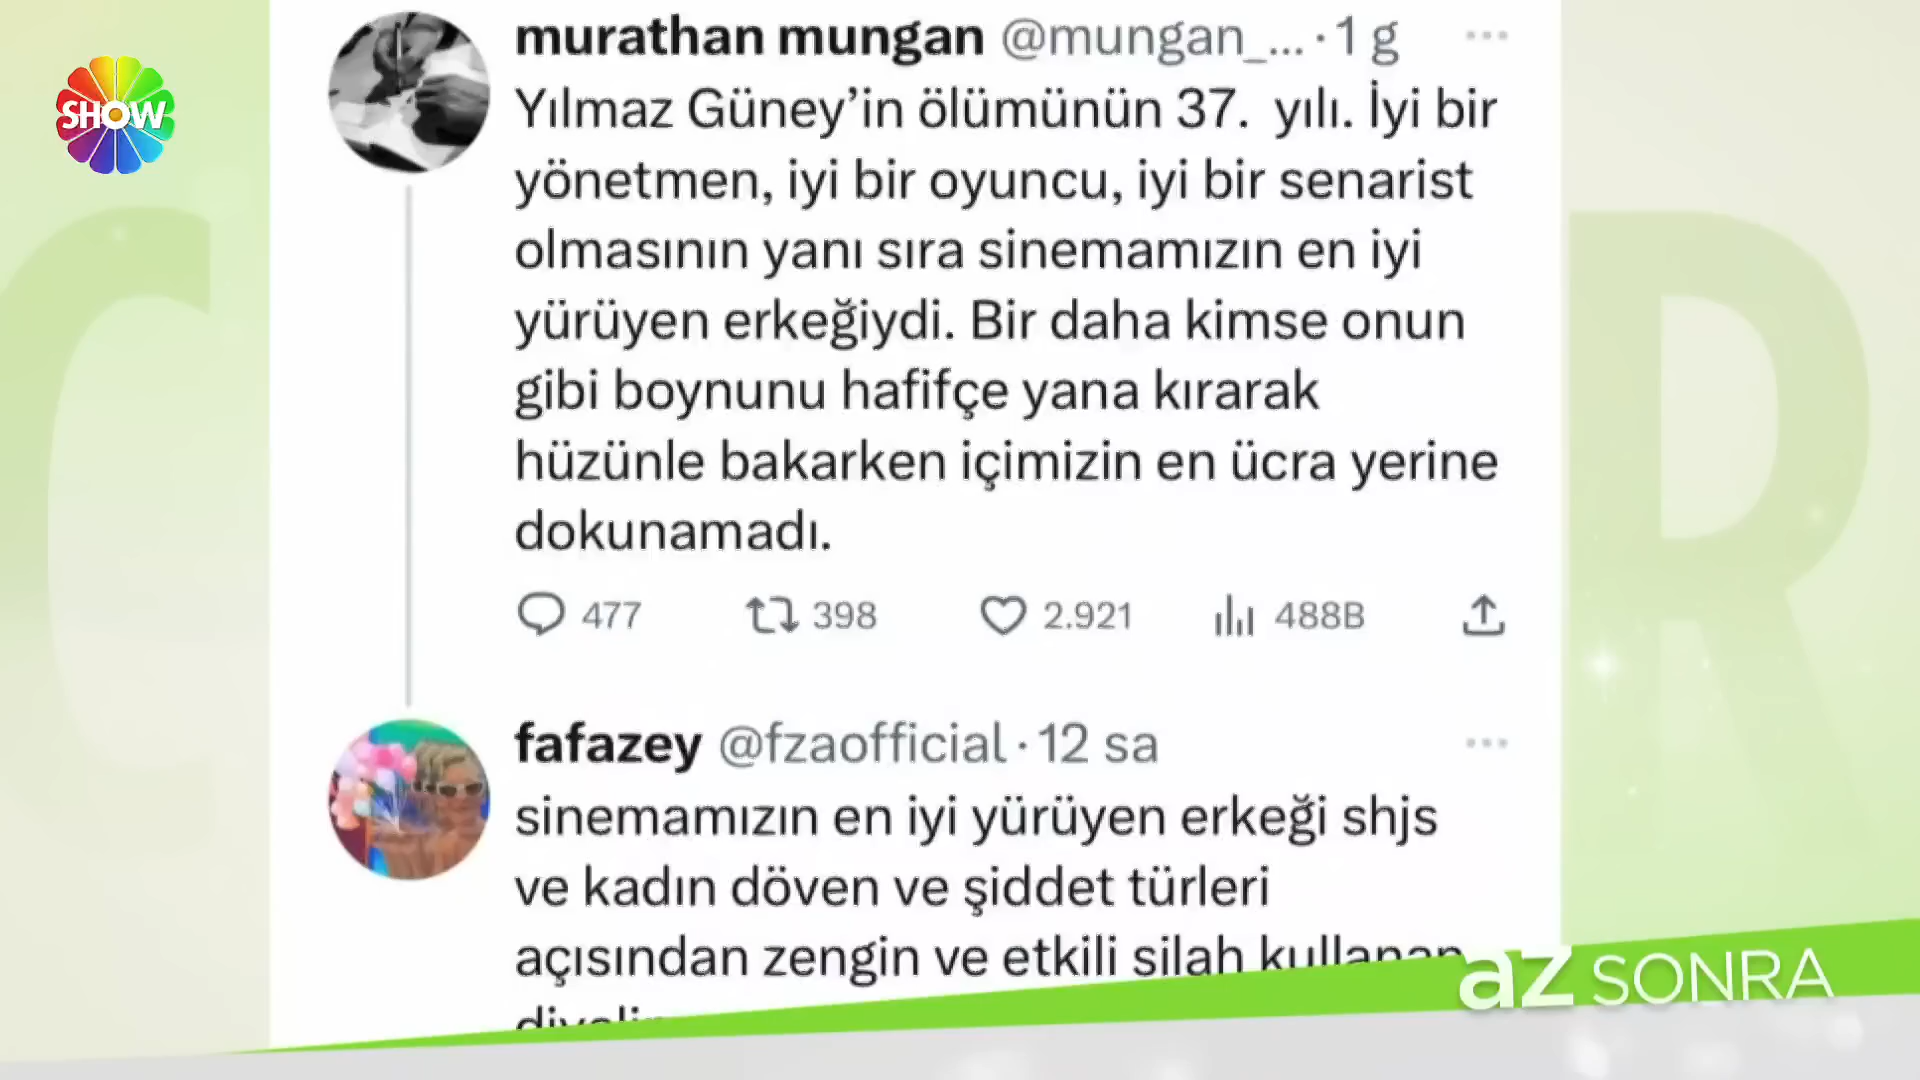 SHOW
murathan mungan @mungan_... · 1 g
Yılmaz Güney’in ölümünün 37. yılı. İyi bir
yönetmen, iyi bir oyuncu, iyi bir senarist
olmasının yanı sıra sinemamızın en iyi
yürüyen erkeğiydi. Bir daha kimse onun
gibi boynunu hafifçe yana kırarak
hüzünle bakarken içimizin en ücra yerine
dokunamadı.
477 398 2.921 488B
fafazey @fzaofficial · 12 sa
sinemamızın en iyi yürüyen erkeği shjs
ve kadın döven ve şiddet türleri
açısından zengin ve etkili silah kullanan
az SONRA